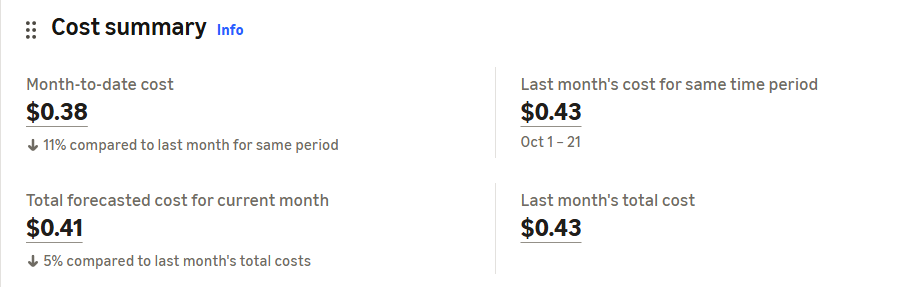 Cost summary Info
Month-to-date cost
$0.38
↓ 11% compared to last month for same period
Last month's cost for same time period
$0.43
Oct 1 – 21
Total forecasted cost for current month
$0.41
↓ 5% compared to last month's total costs
Last month's total cost
$0.43